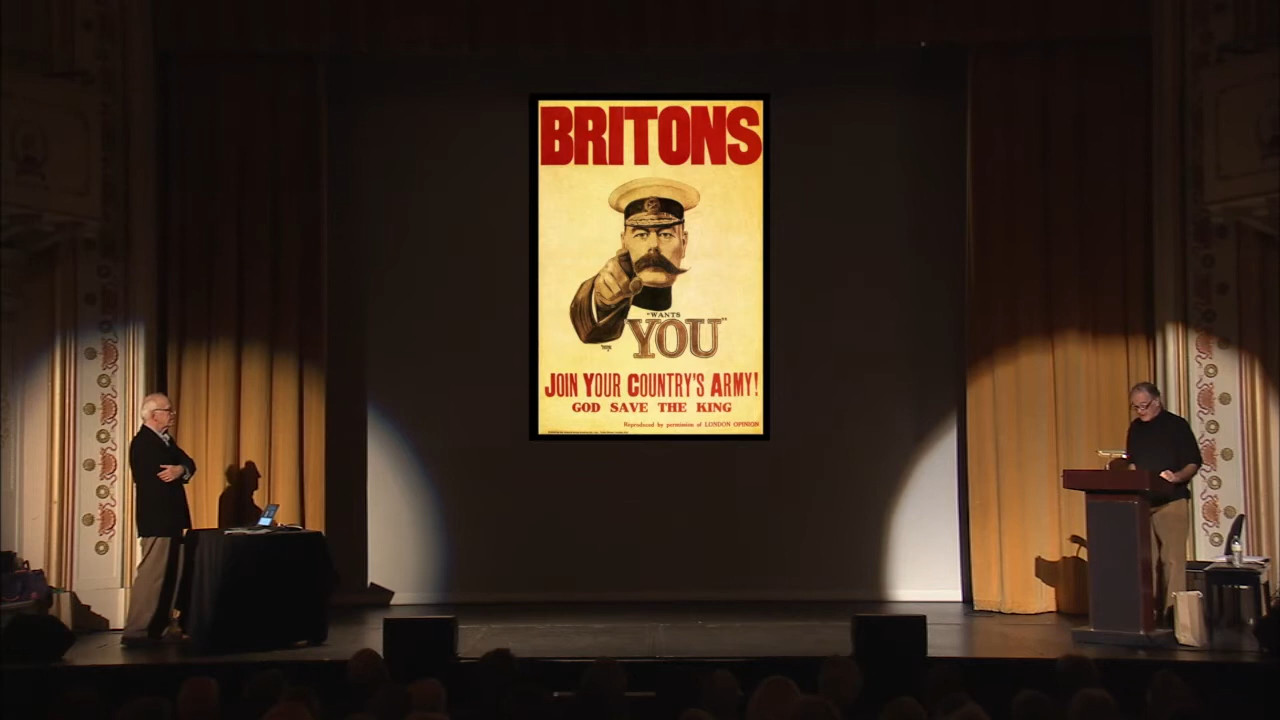 BRITONS
"WANTS
YOU"
JOIN YOUR COUNTRY'S ARMY!
GOD SAVE THE KING
Reproduced by permission of LONDON OPINION